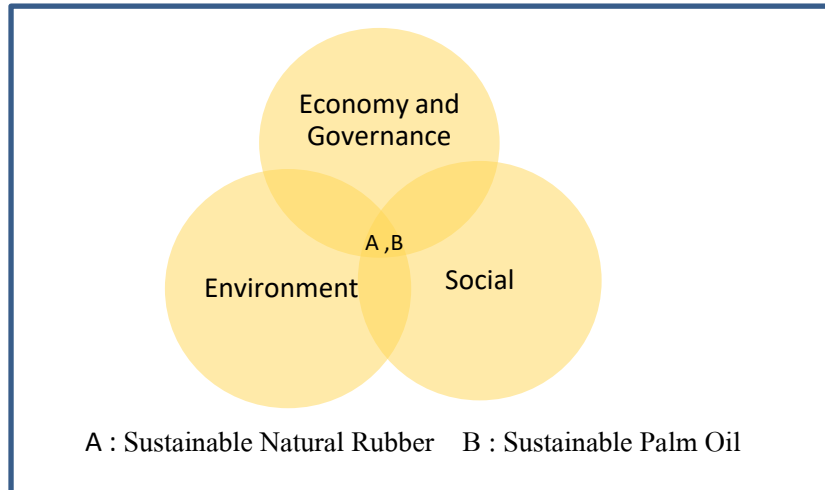 Economy and
Governance
A ,B
Environment
Social
A : Sustainable Natural Rubber B : Sustainable Palm Oil